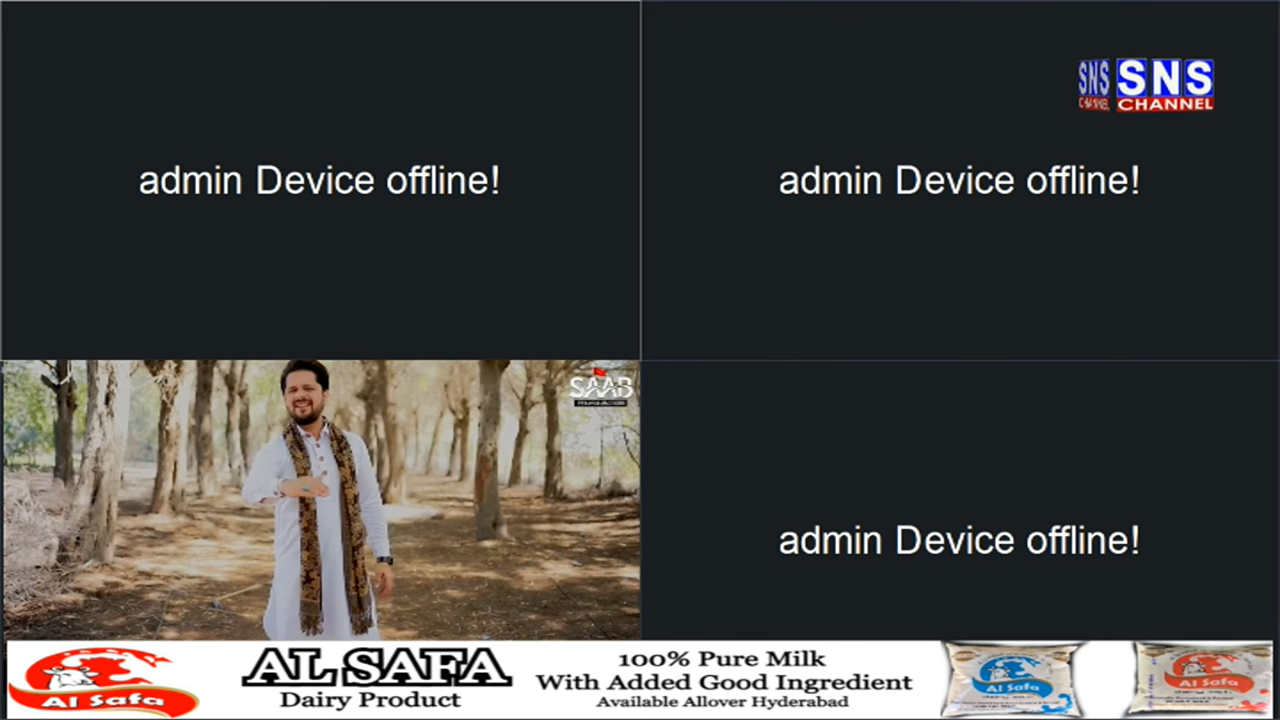 SNS SNS
CHANNEL CHANNEL
admin Device offline!
admin Device offline!
SAAB
admin Device offline!
Al Safa
AL SAFA
Dairy Product
100% Pure Milk
With Added Good Ingredient
Available Allover Hyderabad
Al Safa
Al Safa